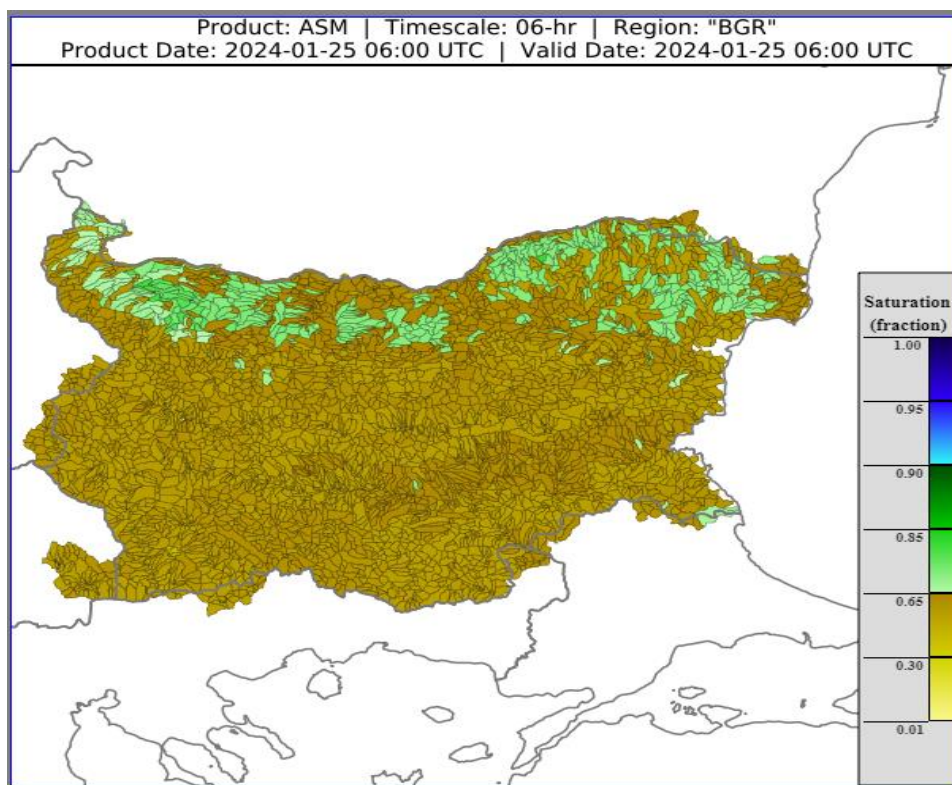 Product: ASM | Timescale: 06-hr | Region: "BGR"
Product Date: 2024-01-25 06:00 UTC | Valid Date: 2024-01-25 06:00 UTC
Saturation
(fraction)
1.00
0.95
0.90
0.85
0.65
0.30
0.01